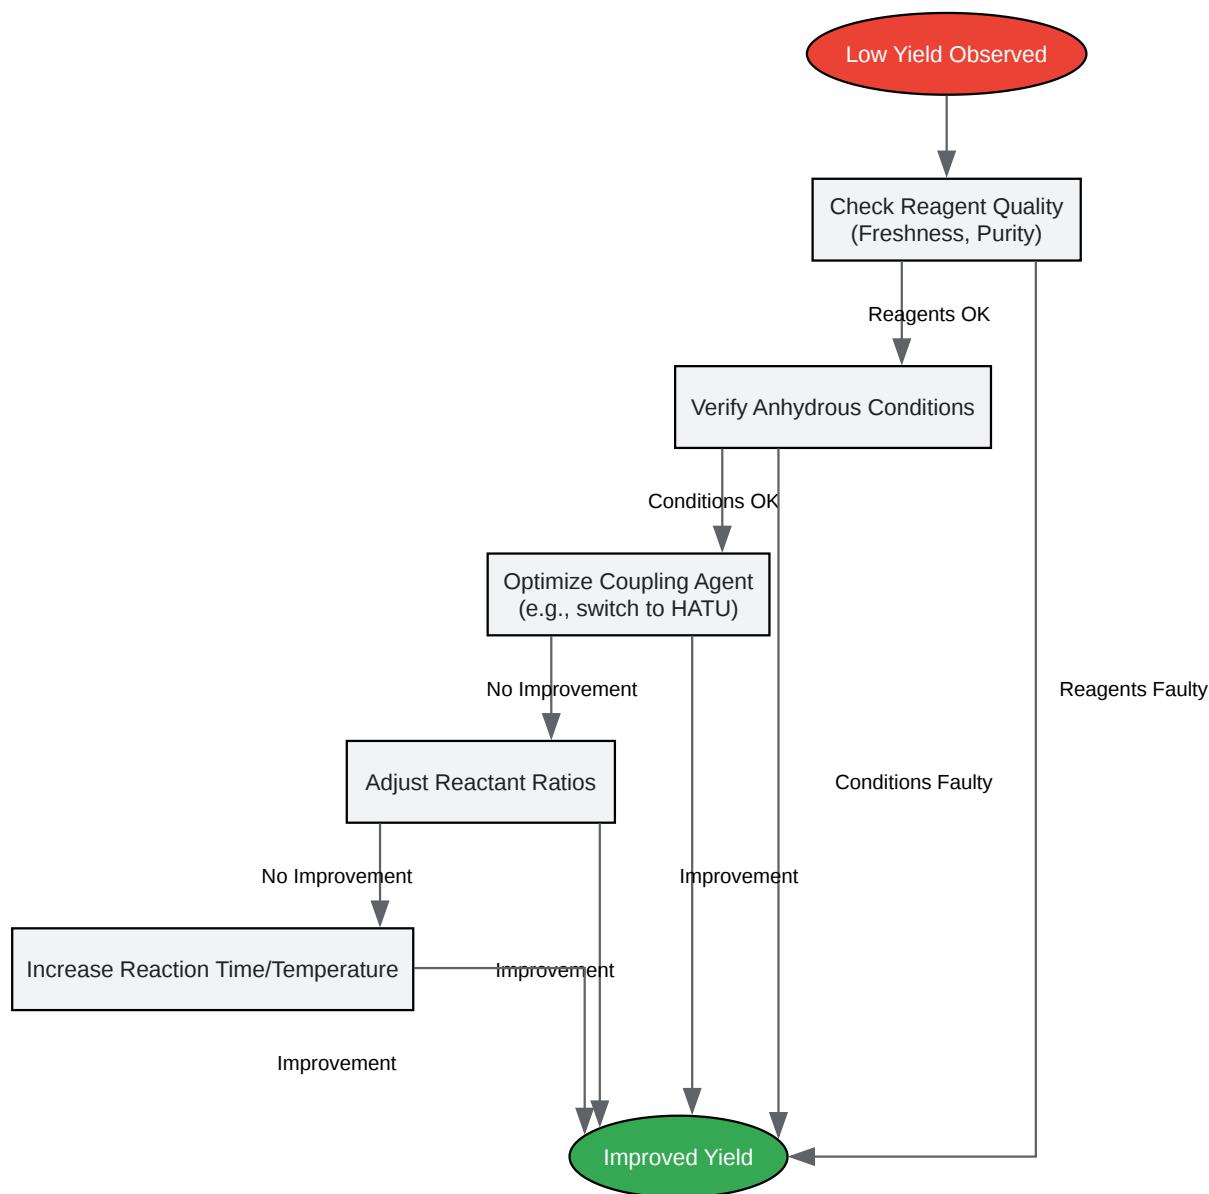 Low Yield Observed
Check Reagent Quality
(Freshness, Purity)
Reagents OK
Verify Anhydrous Conditions
Conditions OK
Optimize Coupling Agent
(e.g., switch to HATU)
No Improvement
Reagents Faulty
Adjust Reactant Ratios
Conditions Faulty
No Improvement
Improvement
Increase Reaction Time/Temperature
Improvement
Improvement
Improved Yield